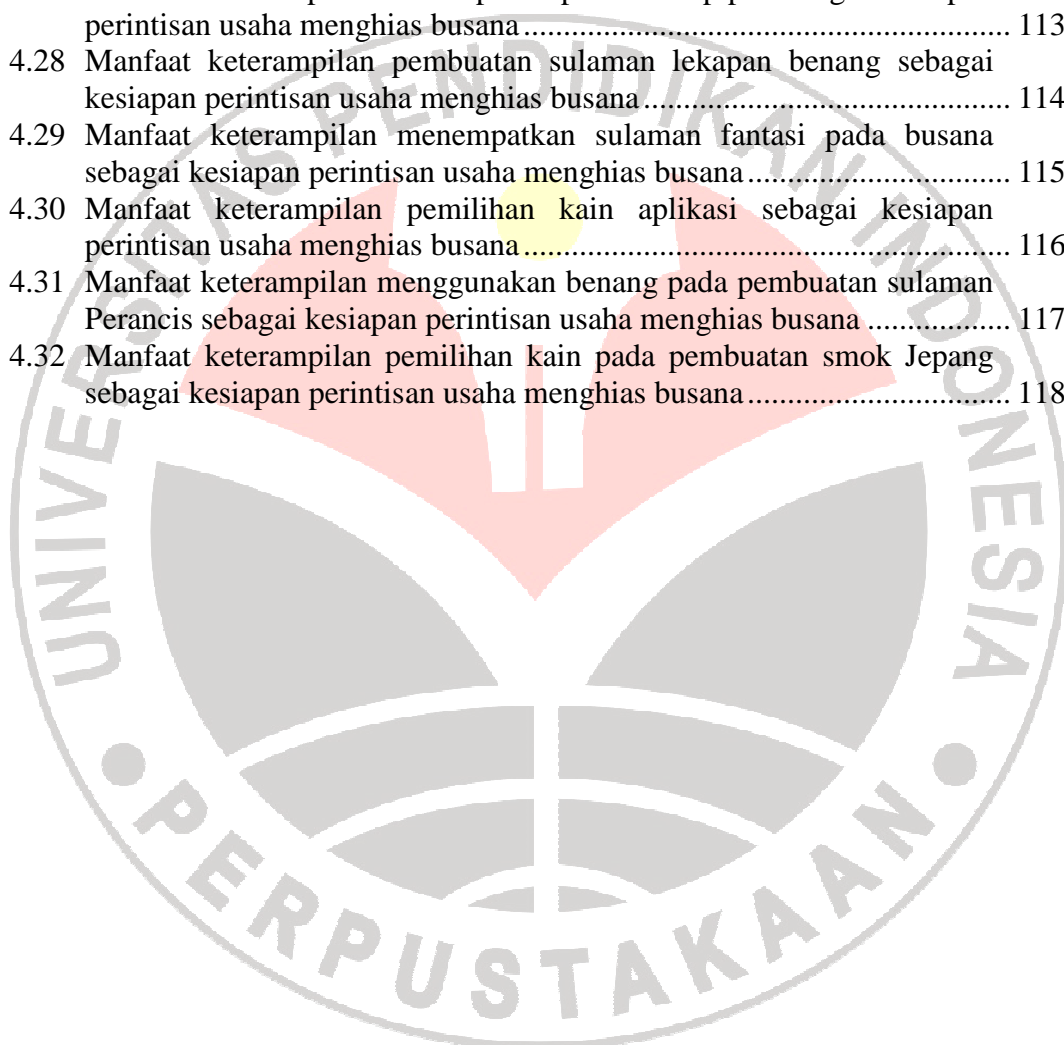 perintisan usaha menghias busana ............................................................... 113
4.28 Manfaat keterampilan pembuatan sulaman lekapan benang sebagai
kesiapan perintisan usaha menghias busana ................................................ 114
4.29 Manfaat keterampilan menempatkan sulaman fantasi pada busana
sebagai kesiapan perintisan usaha menghias busana .................................. 115
4.30 Manfaat keterampilan pemilihan kain aplikasi sebagai kesiapan
perintisan usaha menghias busana ............................................................... 116
4.31 Manfaat keterampilan menggunakan benang pada pembuatan sulaman
Perancis sebagai kesiapan perintisan usaha menghias busana ................... 117
4.32 Manfaat keterampilan pemilihan kain pada pembuatan smok Jepang
sebagai kesiapan perintisan usaha menghias busana .................................. 118
UNIVERSITAS PENDIDIKAN INDONESIA
PERPUSTAKAAN